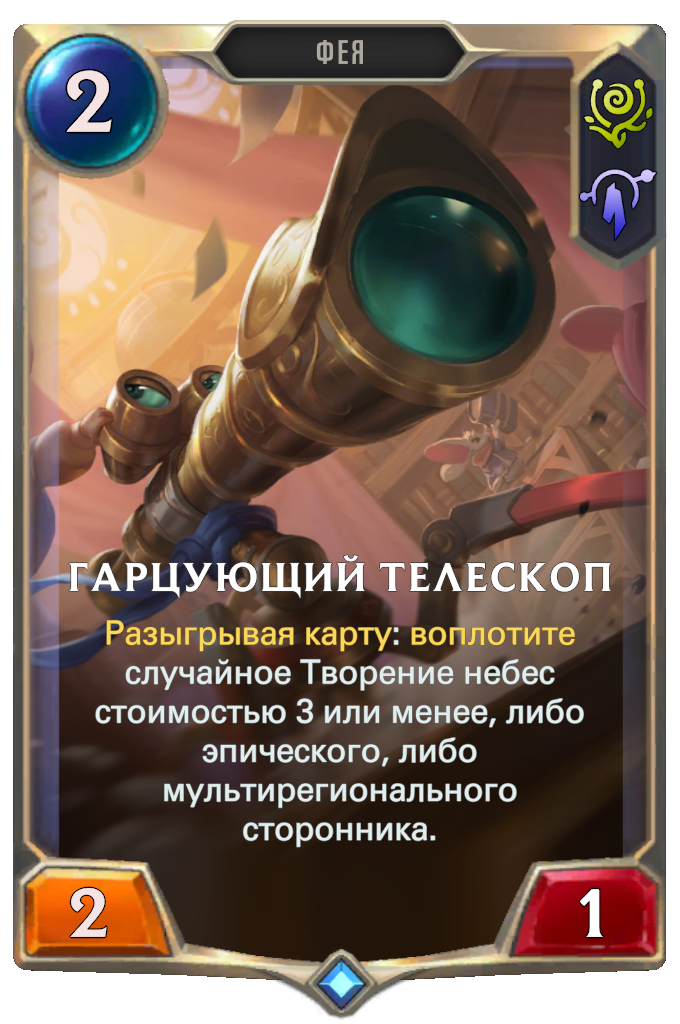 2
ФЕЯ
ГАРЦУЮЩИЙ ТЕЛЕСКОП
Разыгрывая карту: воплотите
случайное Творение небес
стоимостью 3 или менее, либо
эпического, либо
мультирегионального
сторонника.
2
1